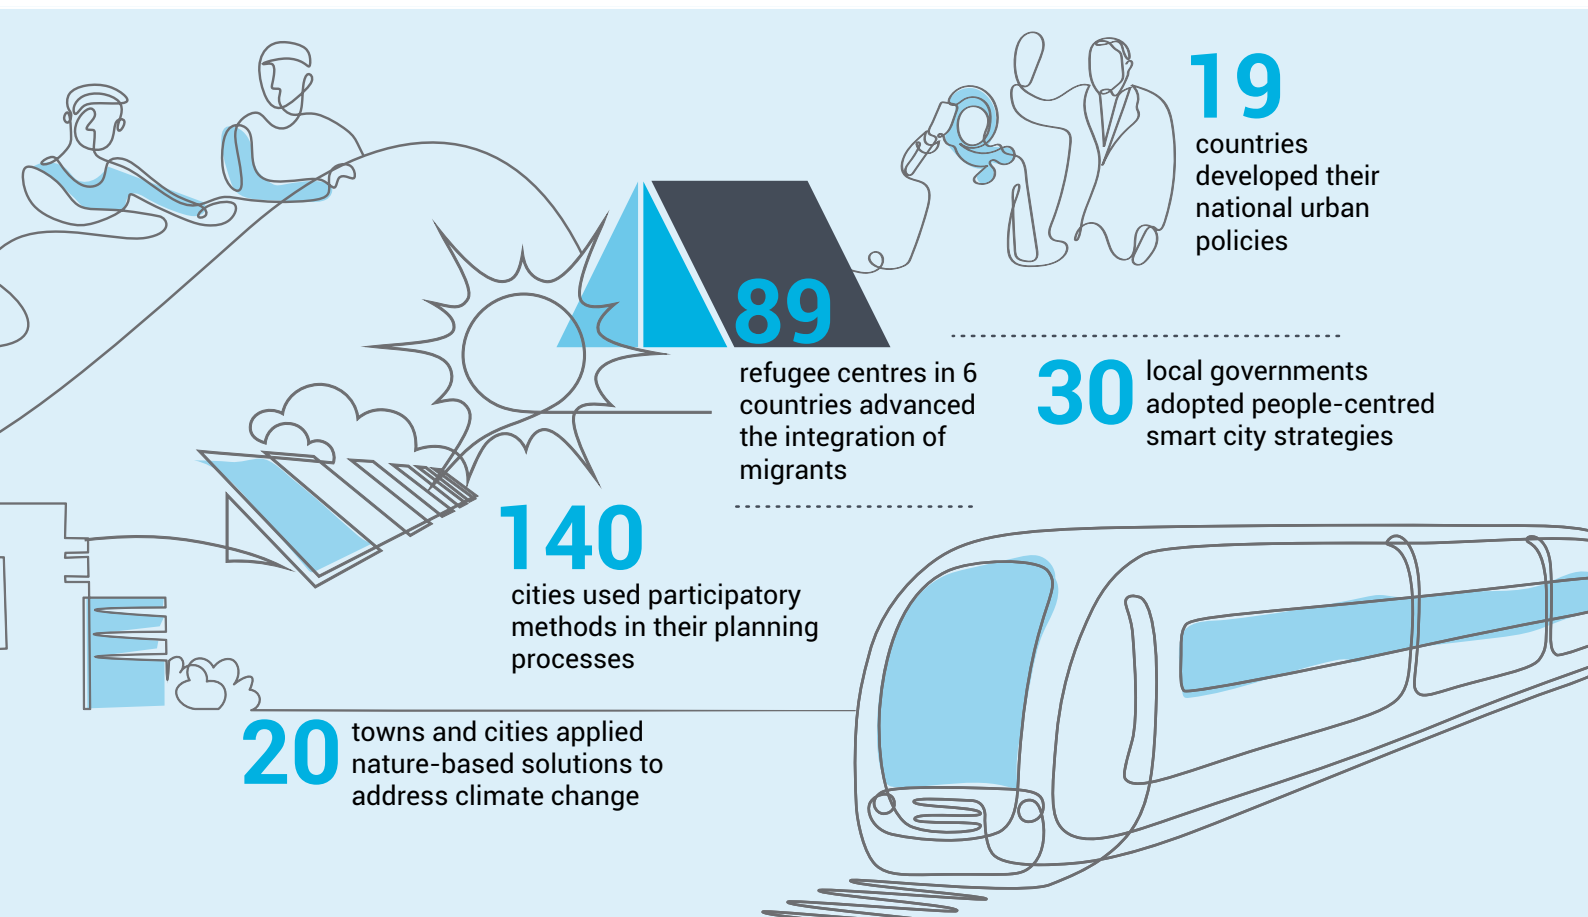 19
countries
developed their
national urban
policies
89
refugee centres in 6
countries advanced
the integration of
migrants
30
local governments
adopted people-centred
smart city strategies
140
cities used participatory
methods in their planning
processes
20
towns and cities applied
nature-based solutions to
address climate change